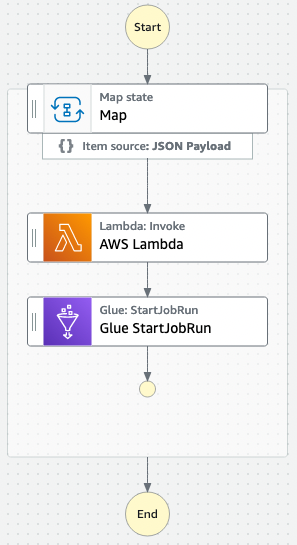 Start
Map state
Map
{} Item source: JSON Payload
Lambda: Invoke
AWS Lambda
Glue: StartJobRun
Glue StartJobRun
End